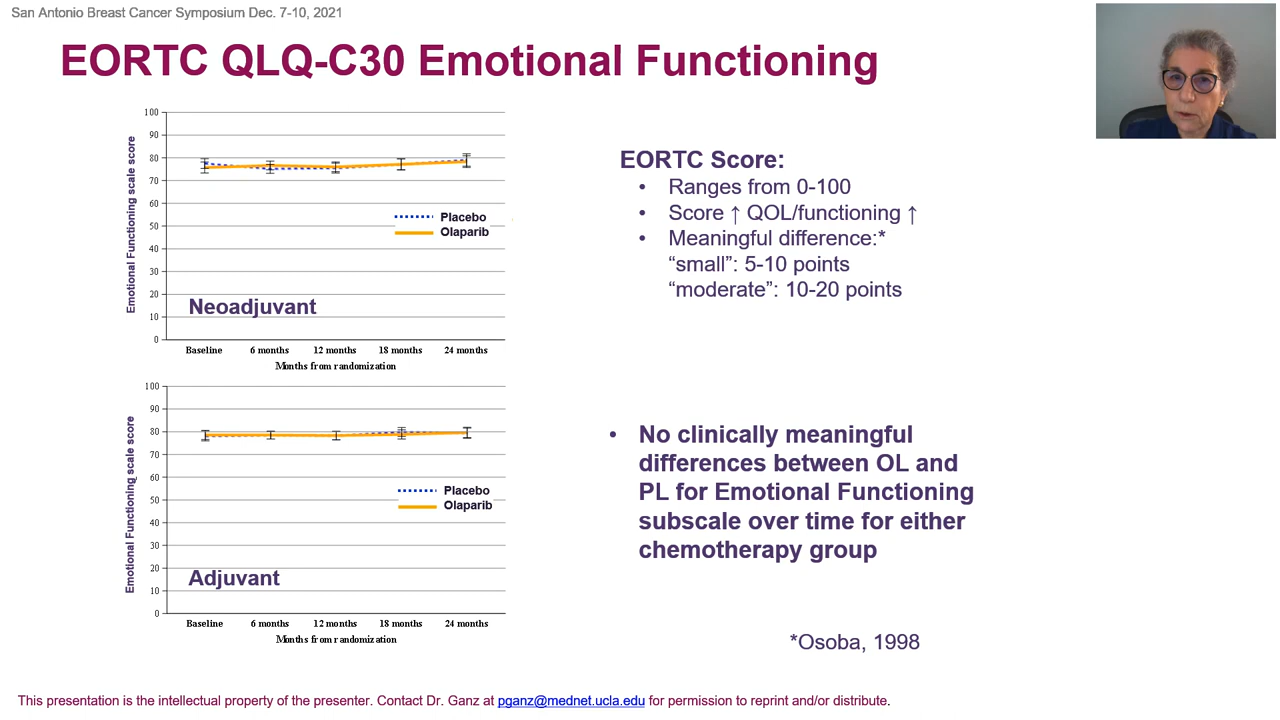 San Antonio Breast Cancer Symposium Dec. 7-10, 2021
EORTC QLQ-C30 Emotional Functioning
Emotional Functioning scale score
100
90
80
70
60
50
40
30
20
10
0
Placebo
Olaparib
Neoadjuvant
Baseline 6 months 12 months 18 months 24 months
Months from randomization
EORTC Score:
• Ranges from 0-100
• Score ↑ QOL/functioning ↑
• Meaningful difference:*
“small”: 5-10 points
“moderate”: 10-20 points
Emotional Functioning scale score
100
90
80
70
60
50
40
30
20
10
0
Placebo
Olaparib
Adjuvant
Baseline 6 months 12 months 18 months 24 months
Months from randomization
• No clinically meaningful
differences between OL and
PL for Emotional Functioning
subscale over time for either
chemotherapy group
*Osoba, 1998
This presentation is the intellectual property of the presenter. Contact Dr. Ganz at pganz@mednet.ucla.edu for permission to reprint and/or distribute.